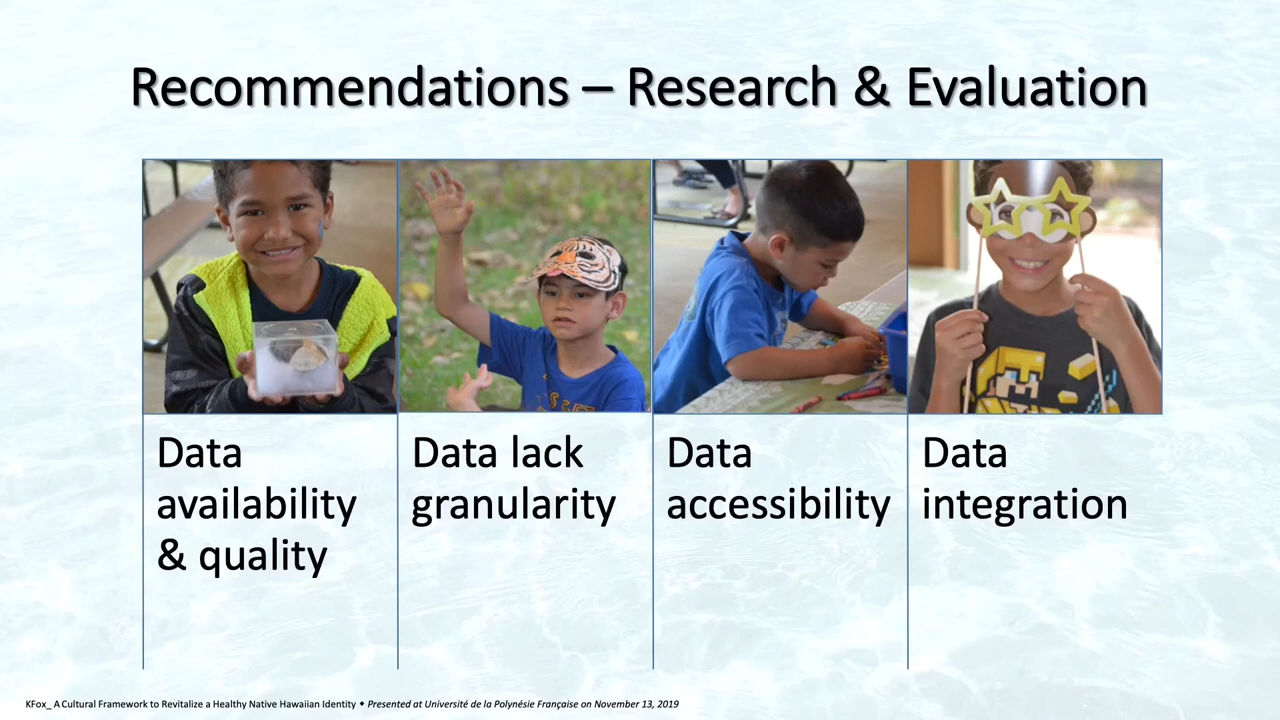 Recommendations – Research & Evaluation
Data
availability
& quality
Data lack
granularity
Data
accessibility
Data
integration
KFox_ A Cultural Framework to Revitalize a Healthy Native Hawaiian Identity ◆ Presented at Université de la Polynésie Française on November 13, 2019